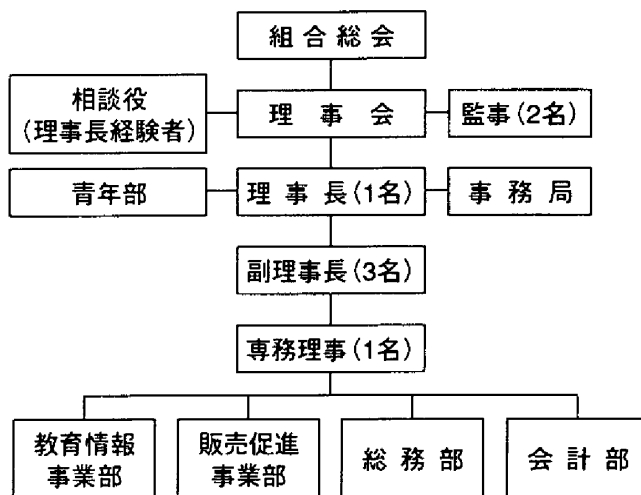 組合総会
相談役
(理事長経験者)
理事会
監事(2名)
青年部
理事長(1名)
事務局
副理事長(3名)
専務理事(1名)
教育情報
事業部
販売促進
事業部
総務部
会計部